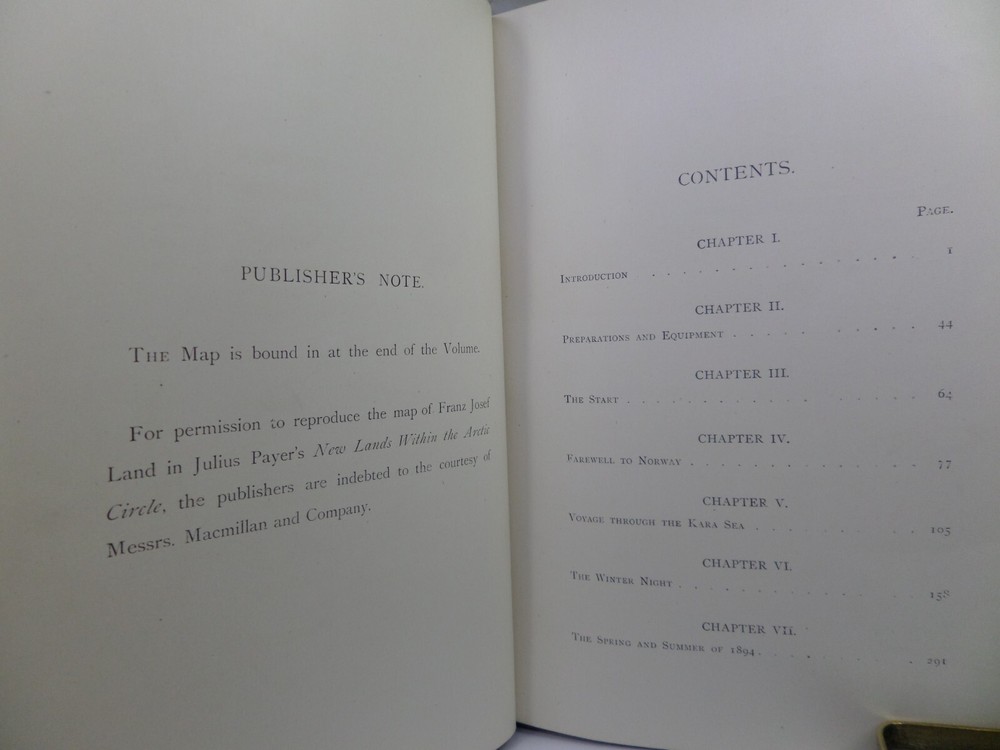 PUBLISHER'S NOTE.
THE Map is bound in at the end of the Volume.
For permission to reproduce the map of Franz Josef
Land in Julius Payer's New Lands Within the Arctic
Circle, the publishers are indebted to the courtesy of
Messrs. Macmillan and Company.
CONTENTS.
PAGE.
CHAPTER I.
INTRODUCTION . . . . . . . . . . . . . . 1
CHAPTER II.
PREPARATIONS AND EQUIPMENT . . . . . . . . . . 44
CHAPTER III.
THE START . . . . . . . . . . . . . . 64
CHAPTER IV.
FAREWELL TO NORWAY . . . . . . . . . . . . 77
CHAPTER V.
VOYAGE THROUGH THE KARA SEA . . . . . . . . . 105
CHAPTER VI.
THE WINTER NIGHT . . . . . . . . . . . . 158
CHAPTER VII.
THE SPRING AND SUMMER OF 1894 . . . . . . . . 291